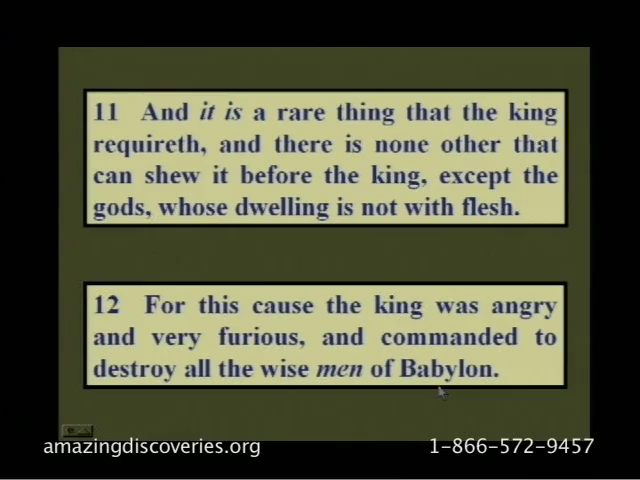 11 And it is a rare thing that the king
requireth, and there is none other that
can shew it before the king, except the
gods, whose dwelling is not with flesh.
12 For this cause the king was angry
and very furious, and commanded to
destroy all the wise men of Babylon.
amazingdiscoveries.org 1-866-572-9457